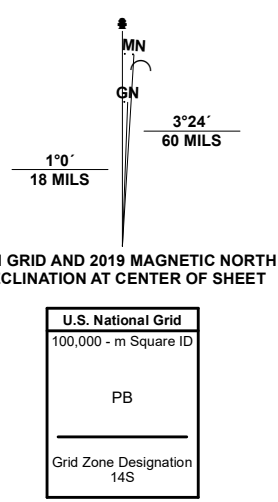 MN
GN
3°24´
60 MILS
1°0´
18 MILS
GRID AND 2019 MAGNETIC NORTH
AT CENTER OF SHEET
U.S. National Grid
100,000 - m Square ID
PB
Grid Zone Designation
14S